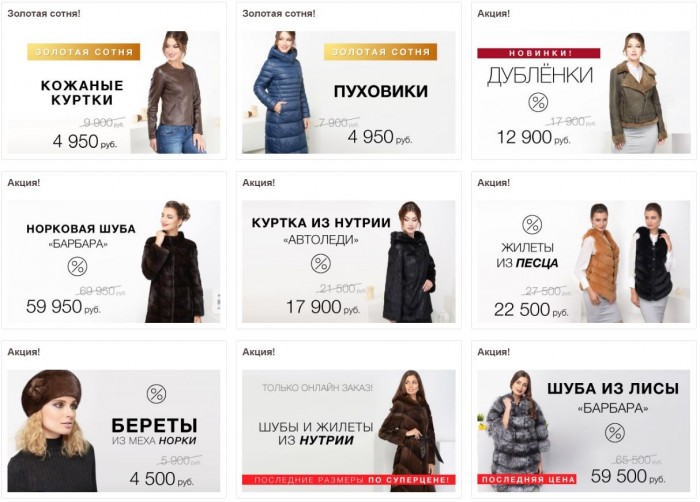 Золотая сотня!
ЗОЛОТАЯ СОТНЯ
КОЖАНЫЕ
КУРТКИ
9 900 руб.
4 950 руб.
Золотая сотня!
ЗОЛОТАЯ СОТНЯ
ПУХОВИКИ
7 900 руб.
4 950 руб.
Акция!
НОВИНКИ!
ДУБЛЁНКИ
%
17 900 руб.
12 900 руб.
Акция!
НОРКОВАЯ ШУБА
«БАРБАРА»
%
69 950 руб.
59 950 руб.
Акция!
КУРТКА ИЗ НУТРИИ
«АВТОЛЕДИ»
%
21 500 руб.
17 900 руб.
Акция!
%
ЖИЛЕТЫ
ИЗ ПЕСЦА
27 500 руб.
22 500 руб.
Акция!
%
БЕРЕТЫ
ИЗ МЕХА НОРКИ
5 900 руб.
4 500 руб.
Акция!
ТОЛЬКО ОНЛАЙН ЗАКАЗ!
ШУБЫ И ЖИЛЕТЫ
ИЗ НУТРИИ
ПОСЛЕДНИЕ РАЗМЕРЫ ПО СУПЕРЦЕНЕ!
Акция!
ШУБА ИЗ ЛИСЫ
«БАРБАРА»
%
65 500 руб.
ПОСЛЕДНЯЯ ЦЕНА
59 500 руб.